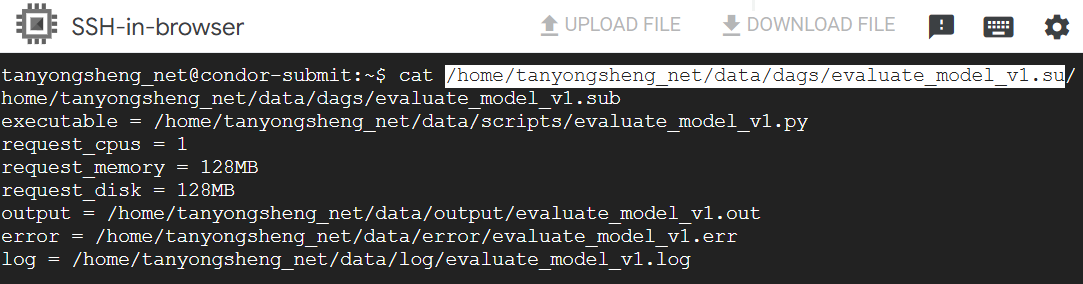 SSH-in-browser
UPLOAD FILE
DOWNLOAD FILE
tanyongsheng_net@condor-submit:~$ cat /home/tanyongsheng_net/data/dags/evaluate_model_v1.su/
home/tanyongsheng_net/data/dags/evaluate_model_v1.sub
executable = /home/tanyongsheng_net/data/scripts/evaluate_model_v1.py
request_cpus = 1
request_memory = 128MB
request_disk = 128MB
output = /home/tanyongsheng_net/data/output/evaluate_model_v1.out
error = /home/tanyongsheng_net/data/error/evaluate_model_v1.err
log = /home/tanyongsheng_net/data/log/evaluate_model_v1.log